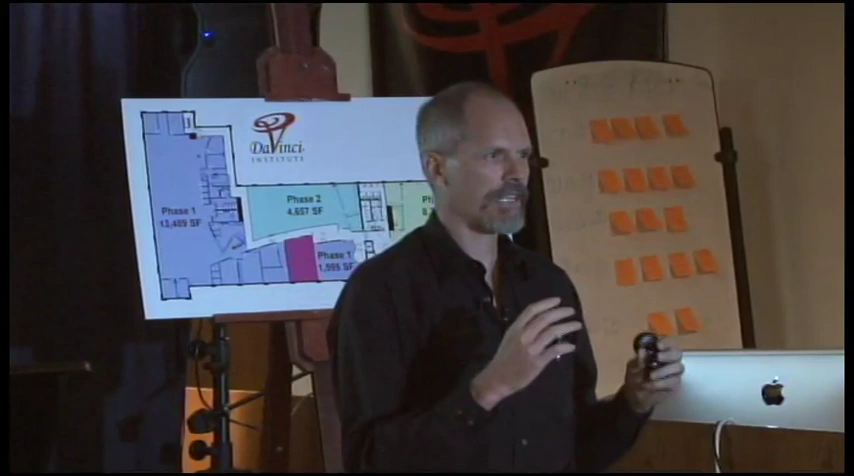 DaVinci
INSTITUTE
Phase 1
13,409 SF
Phase 2
4,657 SF
Phase 1
1,595 SF